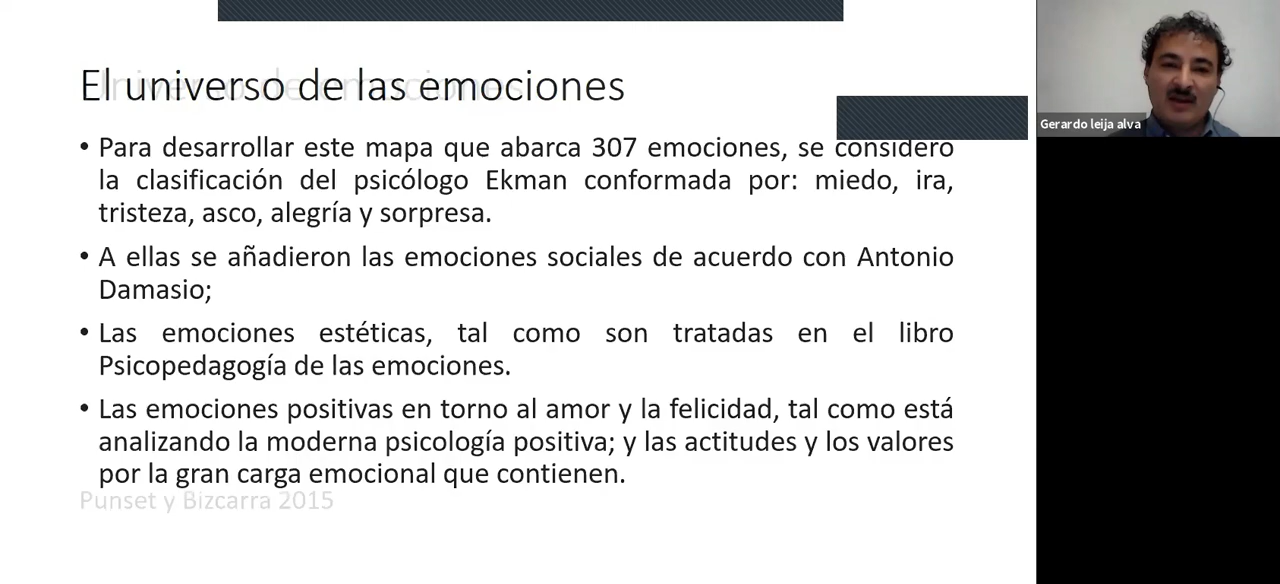 El universo de las emociones
• Para desarrollar este mapa que abarca 307 emociones, se consideró
la clasificación del psicólogo Ekman conformada por: miedo, ira,
tristeza, asco, alegría y sorpresa.
• A ellas se añadieron las emociones sociales de acuerdo con Antonio
Damasio;
• Las emociones estéticas, tal como son tratadas en el libro
Psicopedagogía de las emociones.
• Las emociones positivas en torno al amor y la felicidad, tal como está
analizando la moderna psicología positiva; y las actitudes y los valores
por la gran carga emocional que contienen.
Punset y Bizcarra 2015
Gerardo leija alva